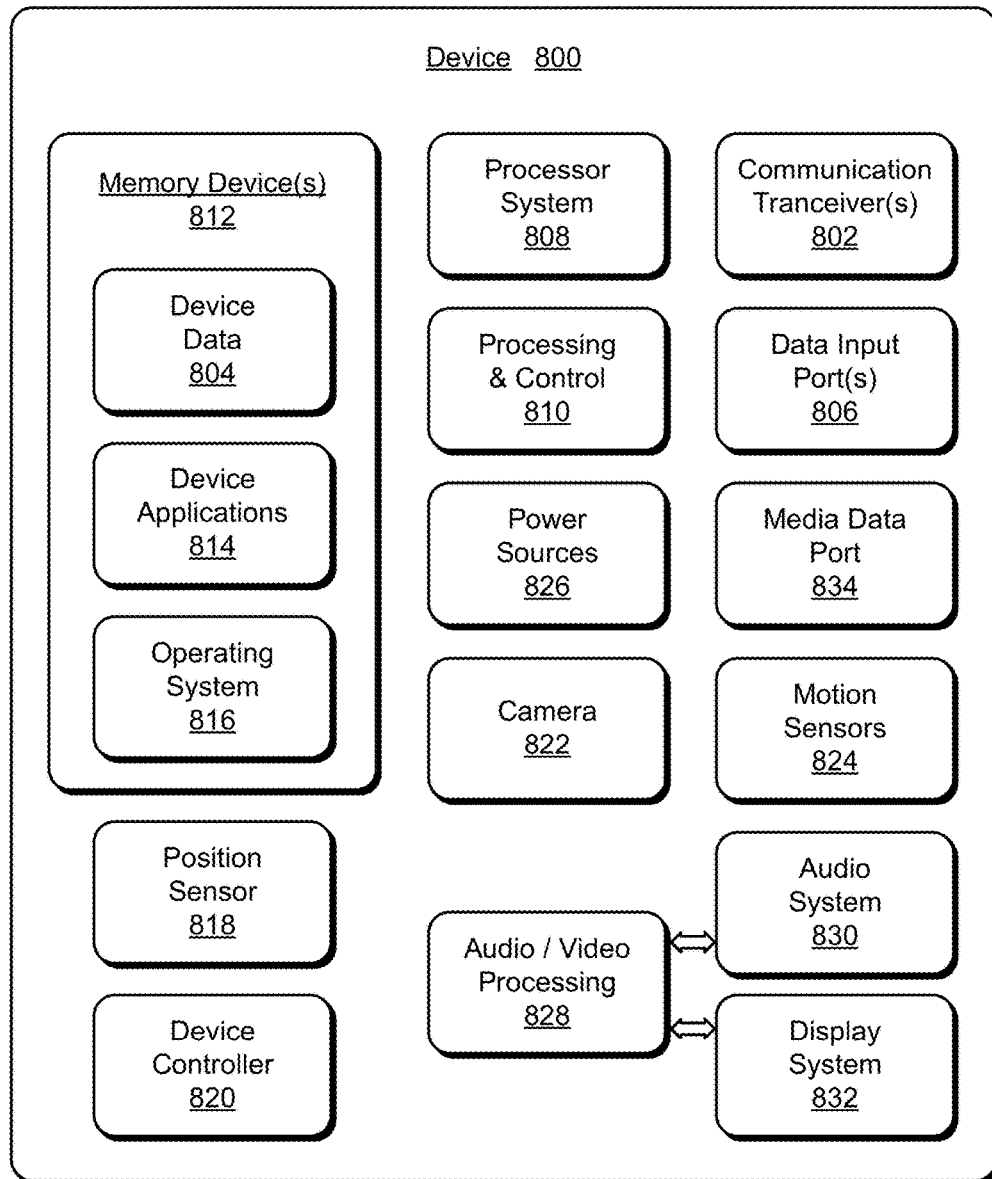 Device 800
Memory Device(s)
812
Device
Data
804
Device
Applications
814
Operating
System
816
Position
Sensor
818
Device
Controller
820
Processor
System
808
Processing
& Control
810
Power
Sources
826
Camera
822
Audio / Video
Processing
828
Communication
Tranceiver(s)
802
Data Input
Port(s)
806
Media Data
Port
834
Motion
Sensors
824
Audio
System
830
Display
System
832